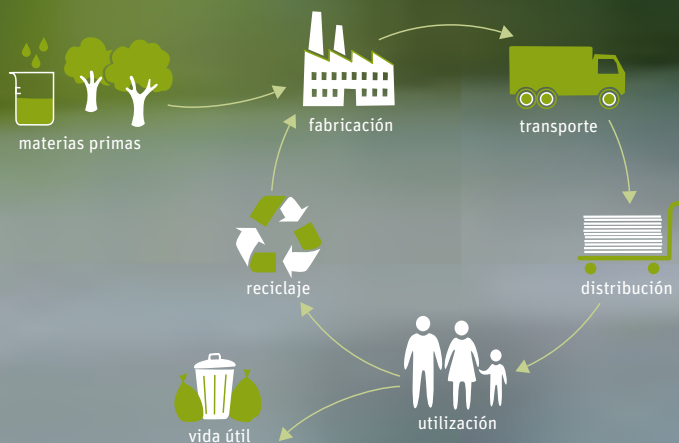 materias primas
fabricación
transporte
distribución
reciclaje
utilización
vida útil